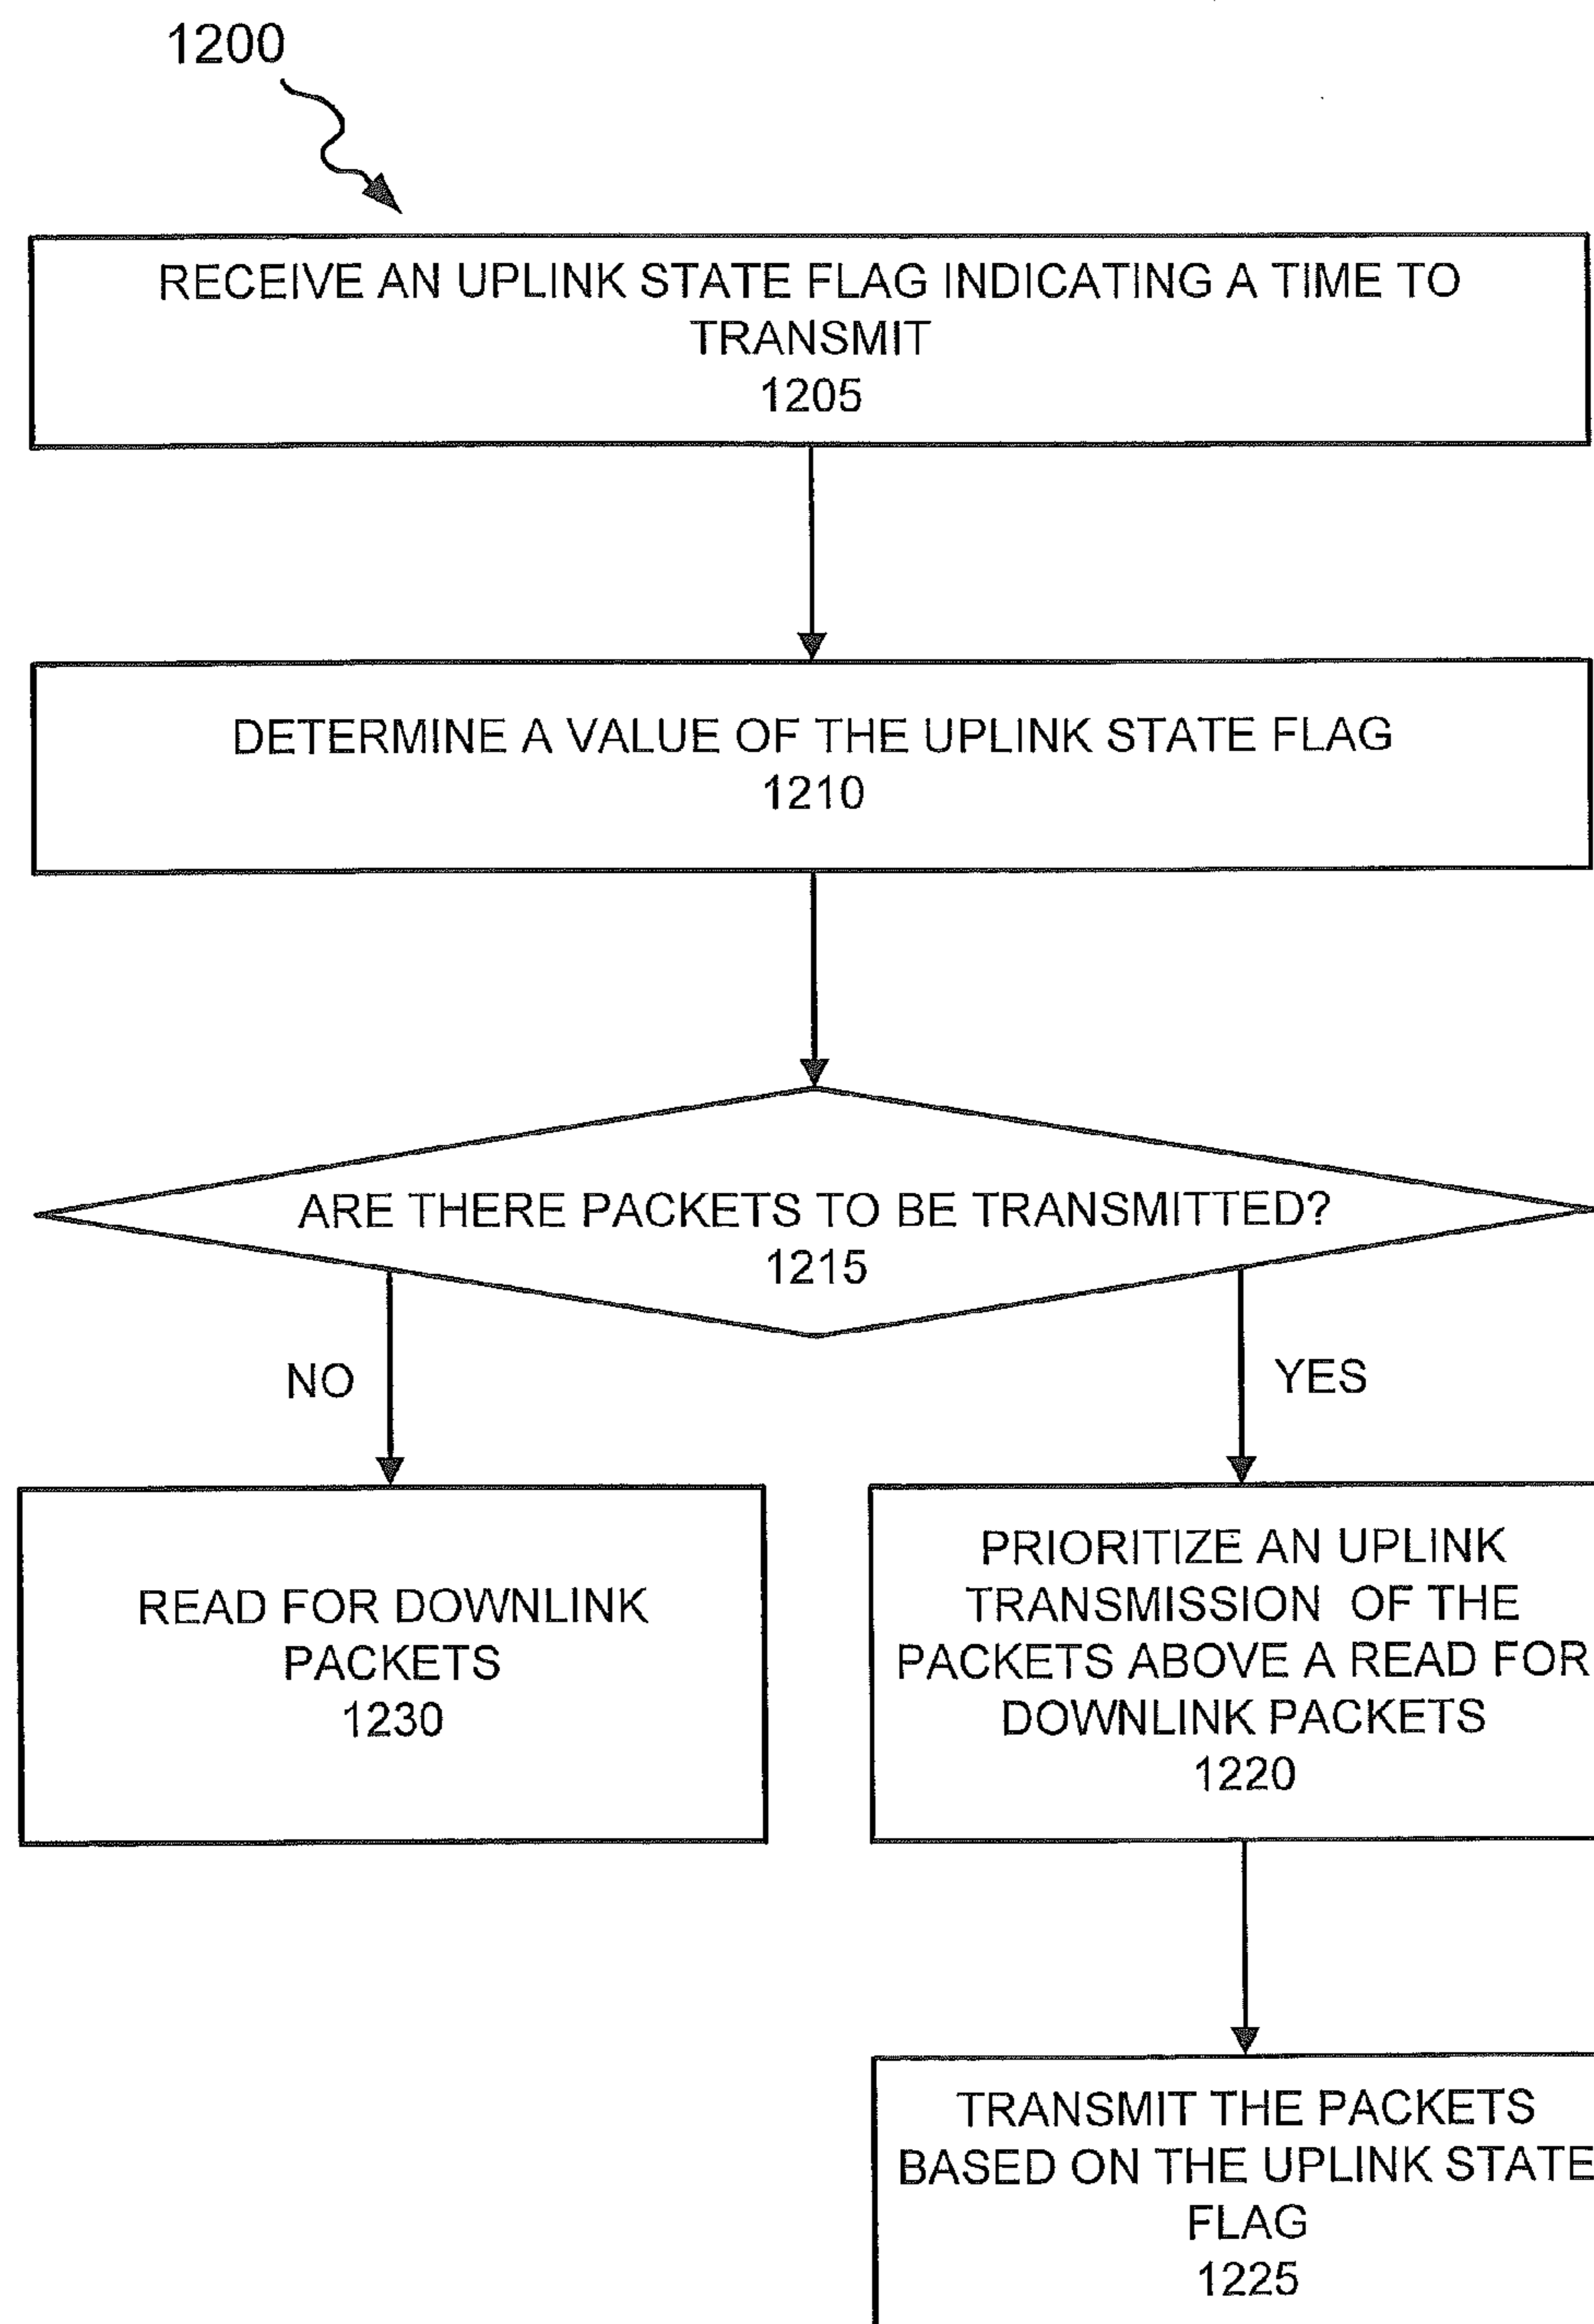 1200
RECEIVE AN UPLINK STATE FLAG INDICATING A TIME TO
TRANSMIT
1205
DETERMINE A VALUE OF THE UPLINK STATE FLAG
1210
ARE THERE PACKETS TO BE TRANSMITTED?
1215
NO
YES
READ FOR DOWNLINK
PACKETS
1230
PRIORITIZE AN UPLINK
TRANSMISSION OF THE
PACKETS ABOVE A READ FOR
DOWNLINK PACKETS
1220
TRANSMIT THE PACKETS
BASED ON THE UPLINK STATE
FLAG
1225